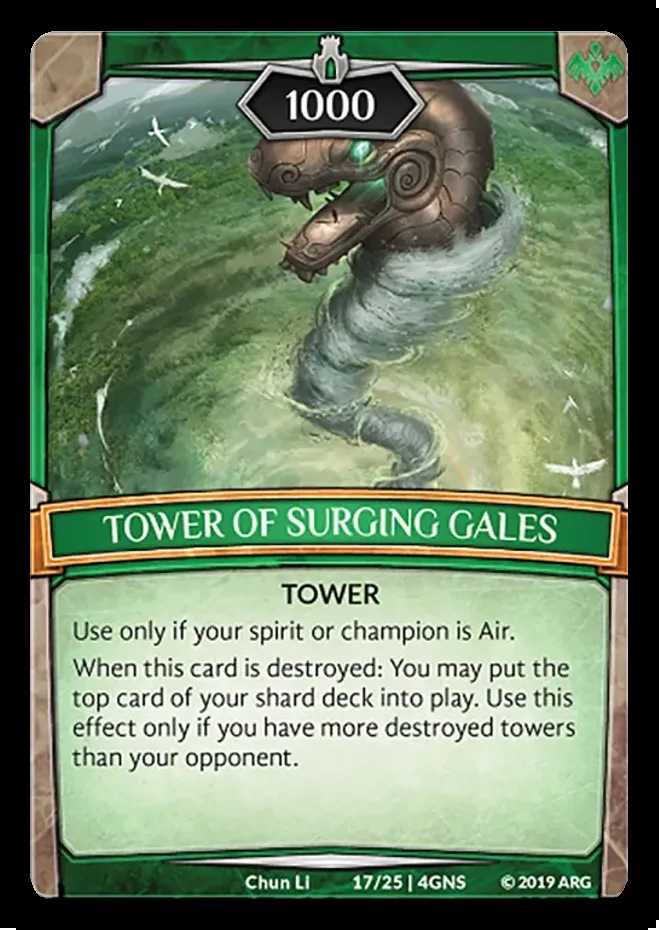 1000
TOWER OF SURGING GALES
TOWER
Use only if your spirit or champion is Air.
When this card is destroyed: You may put the
top card of your shard deck into play. Use this
effect only if you have more destroyed towers
than your opponent.
Chun Li 17/25 | 4GNS © 2019 ARG